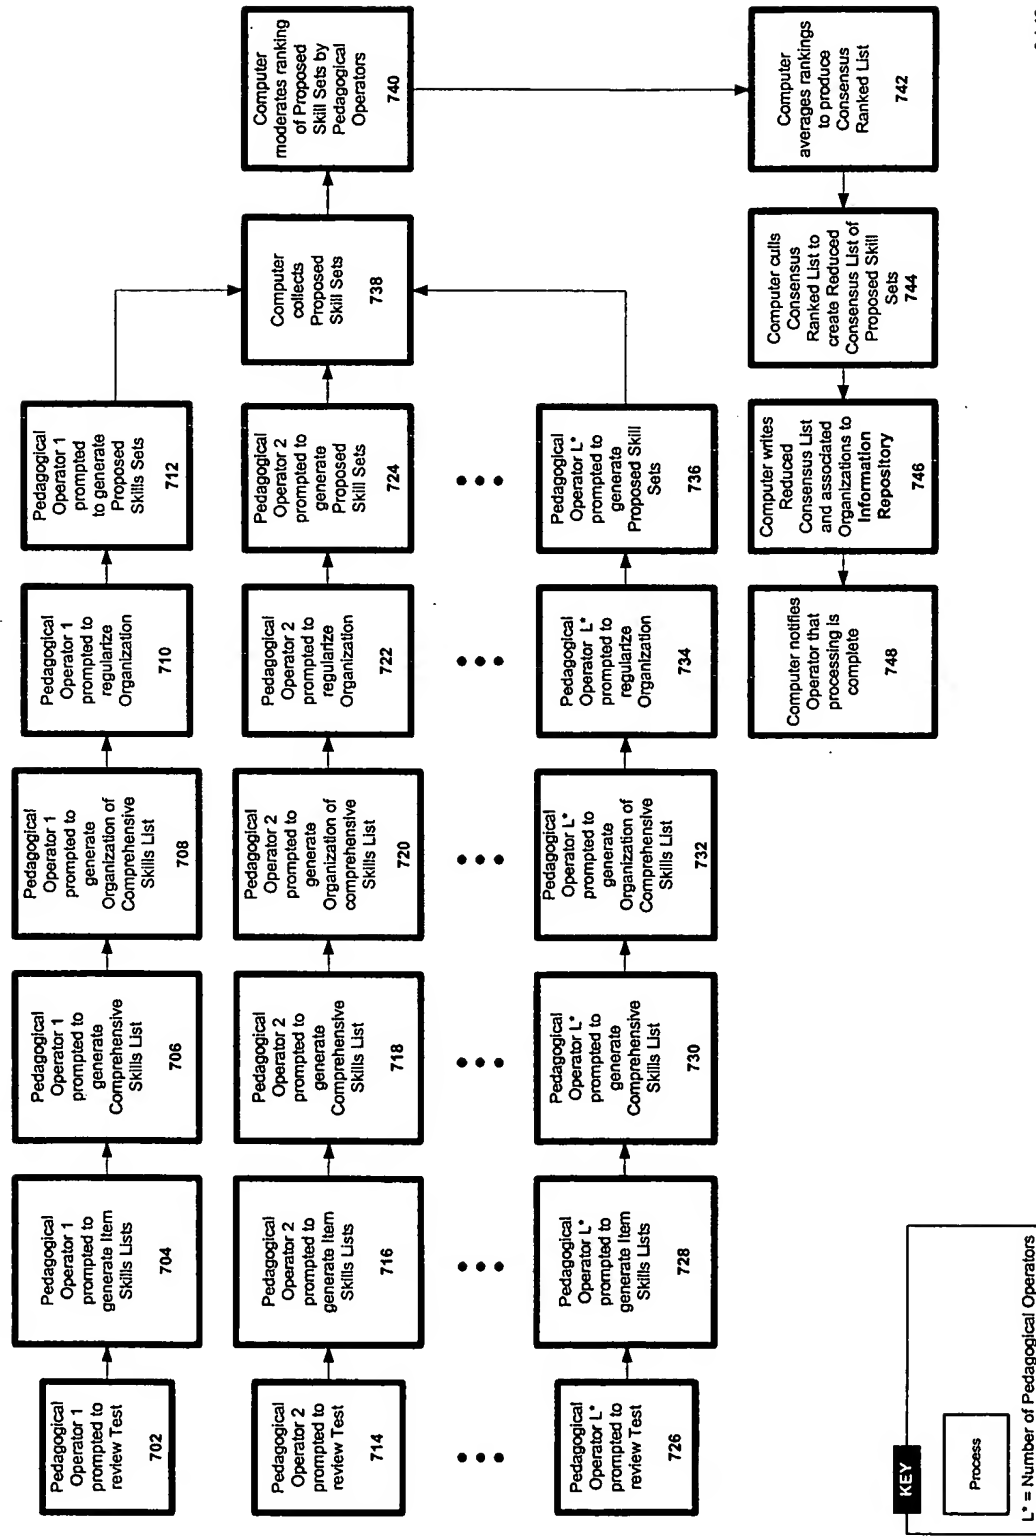 Pedagogical
Operator 1
prompted to
review Test
702
Pedagogical
Operator 1
prompted to
generate Item
Skills Lists
704
Pedagogical
Operator 1
prompted to
generate
Comprehensive
Skills List
706
Pedagogical
Operator 1
prompted to
generate
Organization of
Comprehensive
Skills List
708
Pedagogical
Operator 1
prompted to
regularize
Organization
710
Pedagogical
Operator 1
prompted
to generate
Proposed
Skills Sets
712
Pedagogical
Operator 2
prompted to
review Test
714
Pedagogical
Operator 2
prompted to
generate Item
Skills Lists
716
Pedagogical
Operator 2
prompted to
generate
Comprehensive
Skills List
718
Pedagogical
Operator 2
prompted to
generate
Organization of
comprehensive
Skills List
720
Pedagogical
Operator 2
prompted to
regularize
Organization
722
Pedagogical
Operator 2
prompted to
generate
Proposed
Skill Sets
724
Computer
collects
Proposed
Skill Sets
738
Computer
moderates ranking
of Proposed
Skill Sets by
Pedagogical
Operators
740
Pedagogical
Operator L*
prompted to
review Test
726
Pedagogical
Operator L*
prompted to
generate Item
Skills Lists
728
Pedagogical
Operator L*
prompted to
generate
Comprehensive
Skills List
730
Pedagogical
Operator L*
prompted to
generate
Organization of
Comprehensive
Skills List
732
Pedagogical
Operator L*
prompted to
regularize
Organization
734
Pedagogical
Operator L*
prompted to
generate
Proposed Skill
Sets
736
Computer
averages rankings
to produce
Consensus
Ranked List
742
Computer culls
Consensus
Ranked List to
create Reduced
Consensus List of
Proposed Skill
Sets
744
Computer writes
Reduced
Consensus List
and associated
Organizations to
Information
Repository
746
Computer notifies
Operator that
processing is
complete
748
KEY
Process
L* = Number of Pedagogical Operators